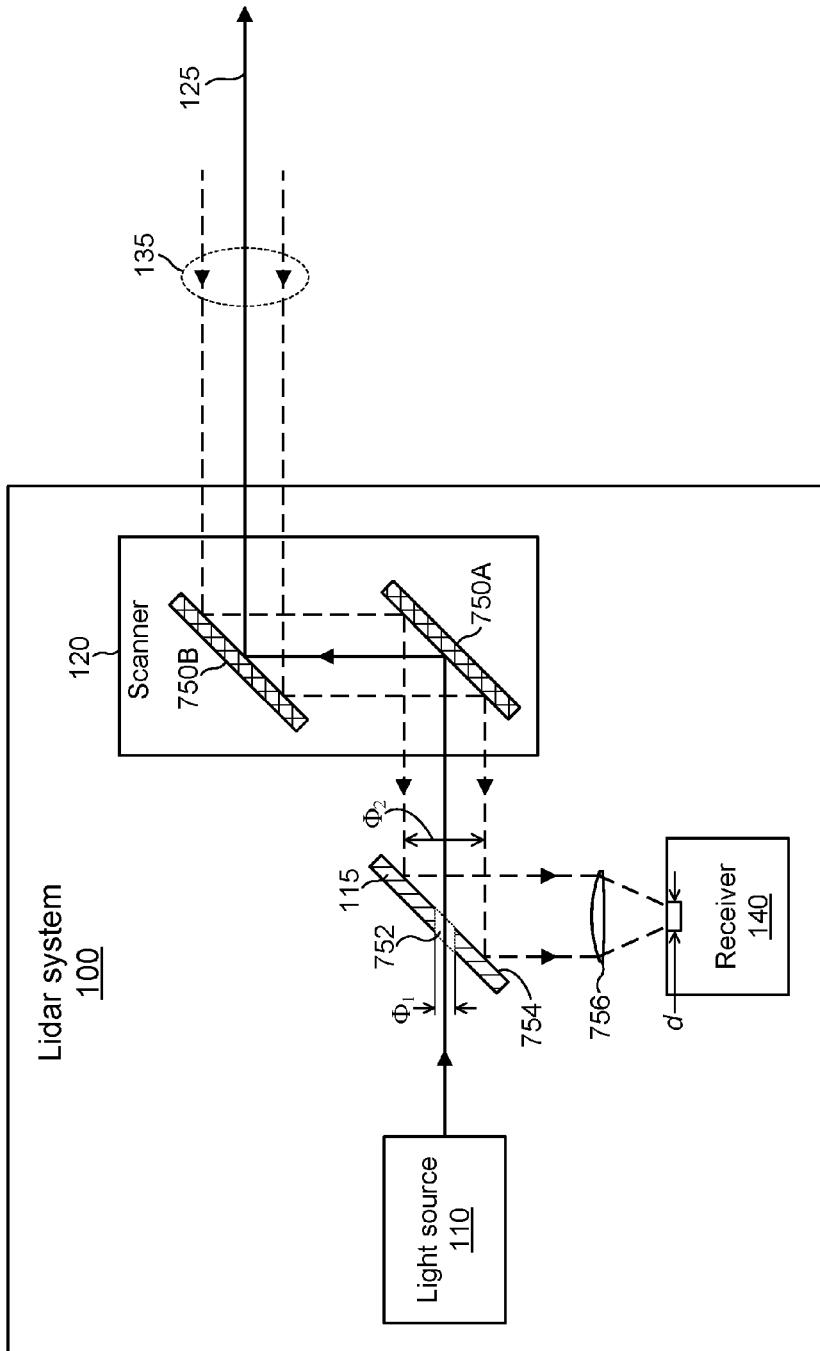 Lidar system
100
120
Scanner
750B
750A
135
125
115
752
Φ1
Φ2
754
756
Light source
110
d
Receiver
140